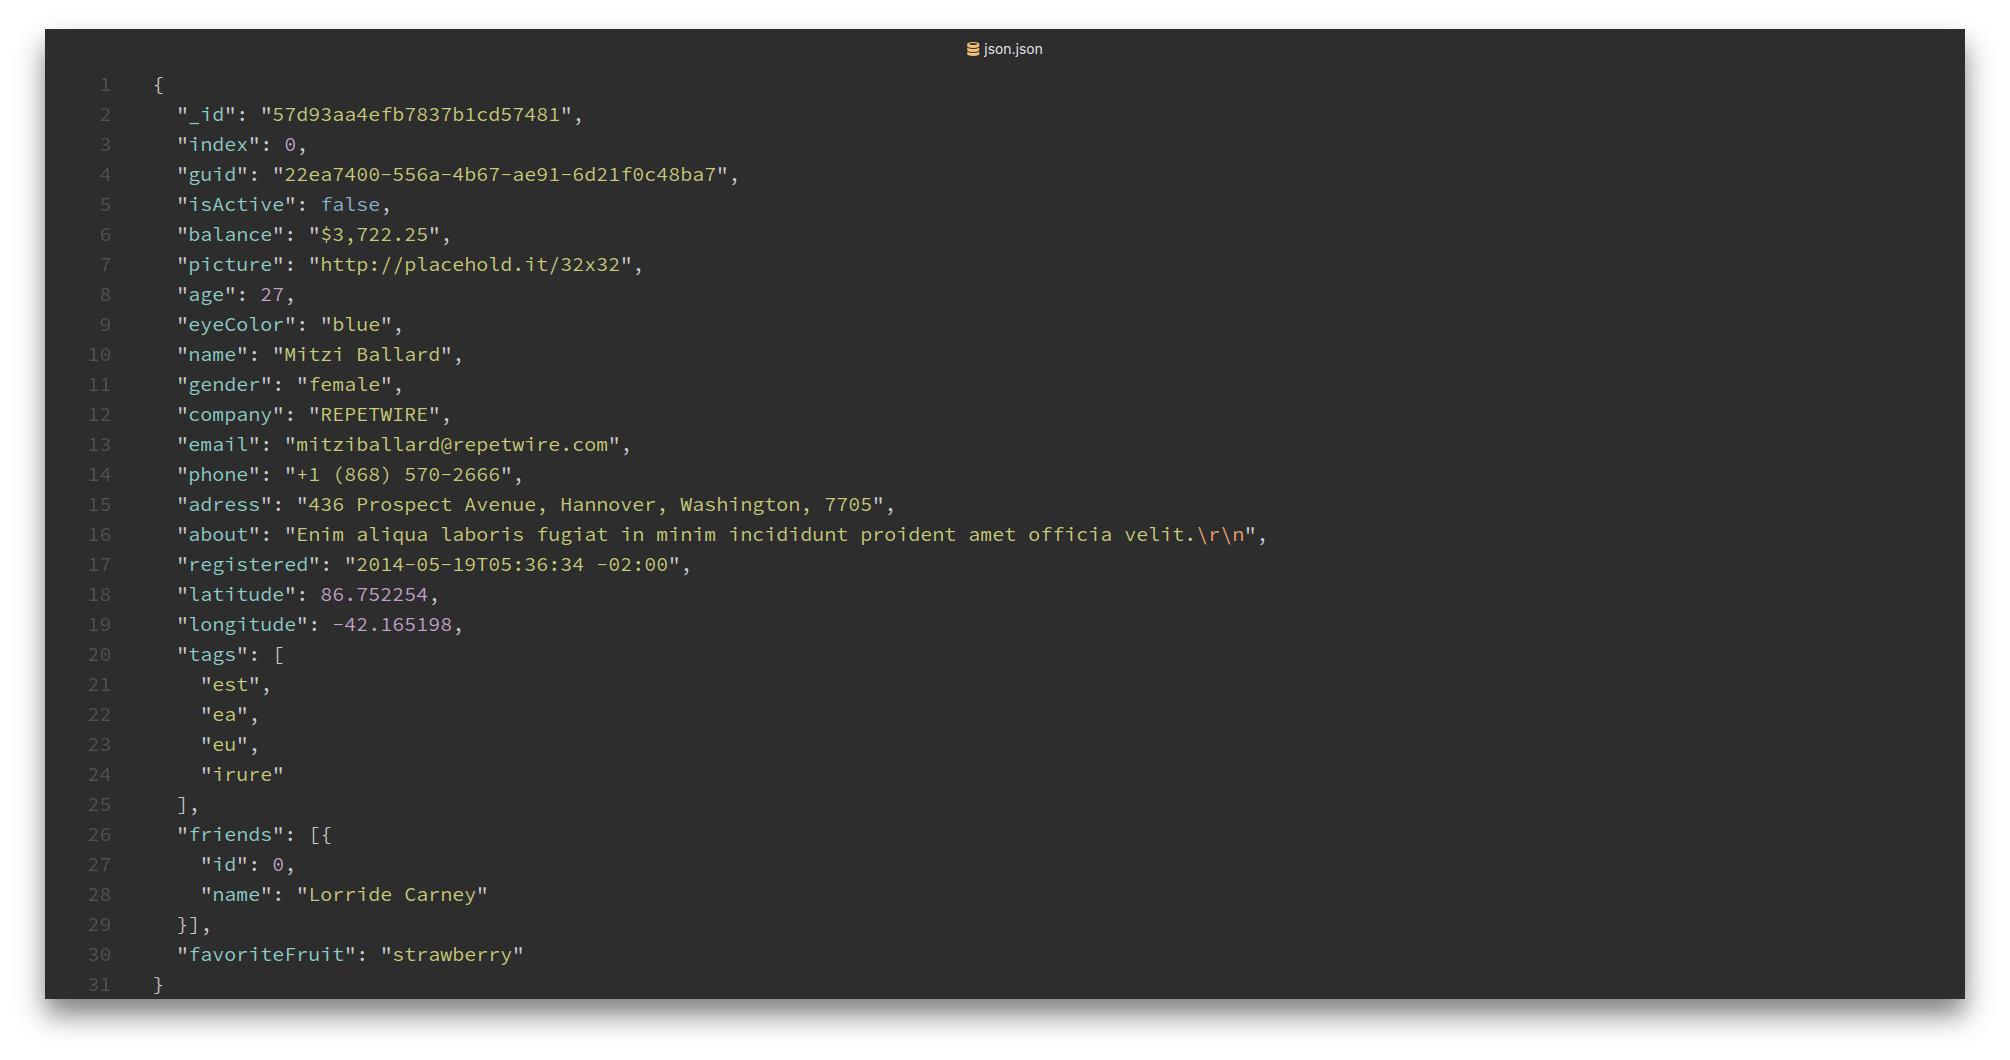 json.json
1 {
2 "_id": "57d93aa4efb7837b1cd57481",
3 "index": 0,
4 "guid": "22ea7400-556a-4b67-ae91-6d21f0c48ba7",
5 "isActive": false,
6 "balance": "$3,722.25",
7 "picture": "http://placehold.it/32x32",
8 "age": 27,
9 "eyeColor": "blue",
10 "name": "Mitzi Ballard",
11 "gender": "female",
12 "company": "REPETWIRE",
13 "email": "mitziballard@repetwire.com",
14 "phone": "+1 (868) 570-2666",
15 "adress": "436 Prospect Avenue, Hannover, Washington, 7705",
16 "about": "Enim aliqua laboris fugiat in minim incididunt proident amet officia velit.\r\n",
17 "registered": "2014-05-19T05:36:34 -02:00",
18 "latitude": 86.752254,
19 "longitude": -42.165198,
20 "tags": [
21 "est",
22 "ea",
23 "eu",
24 "irure"
25 ],
26 "friends": [{
27 "id": 0,
28 "name": "Lorride Carney"
29 }],
30 "favoriteFruit": "strawberry"
31 }